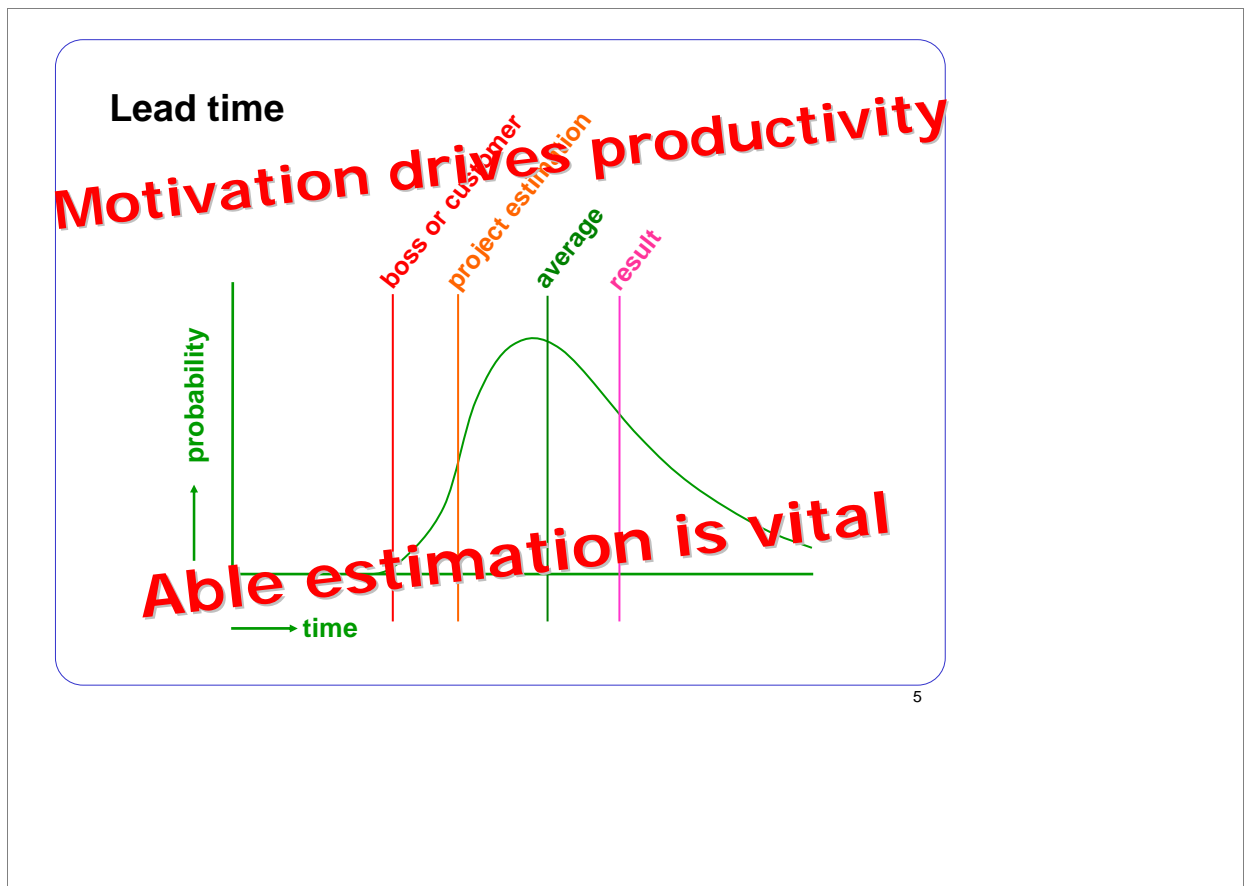 Lead time
Motivation drives productivity
boss or customer
project estimation
average
result
probability
Able estimation is vital
time
5